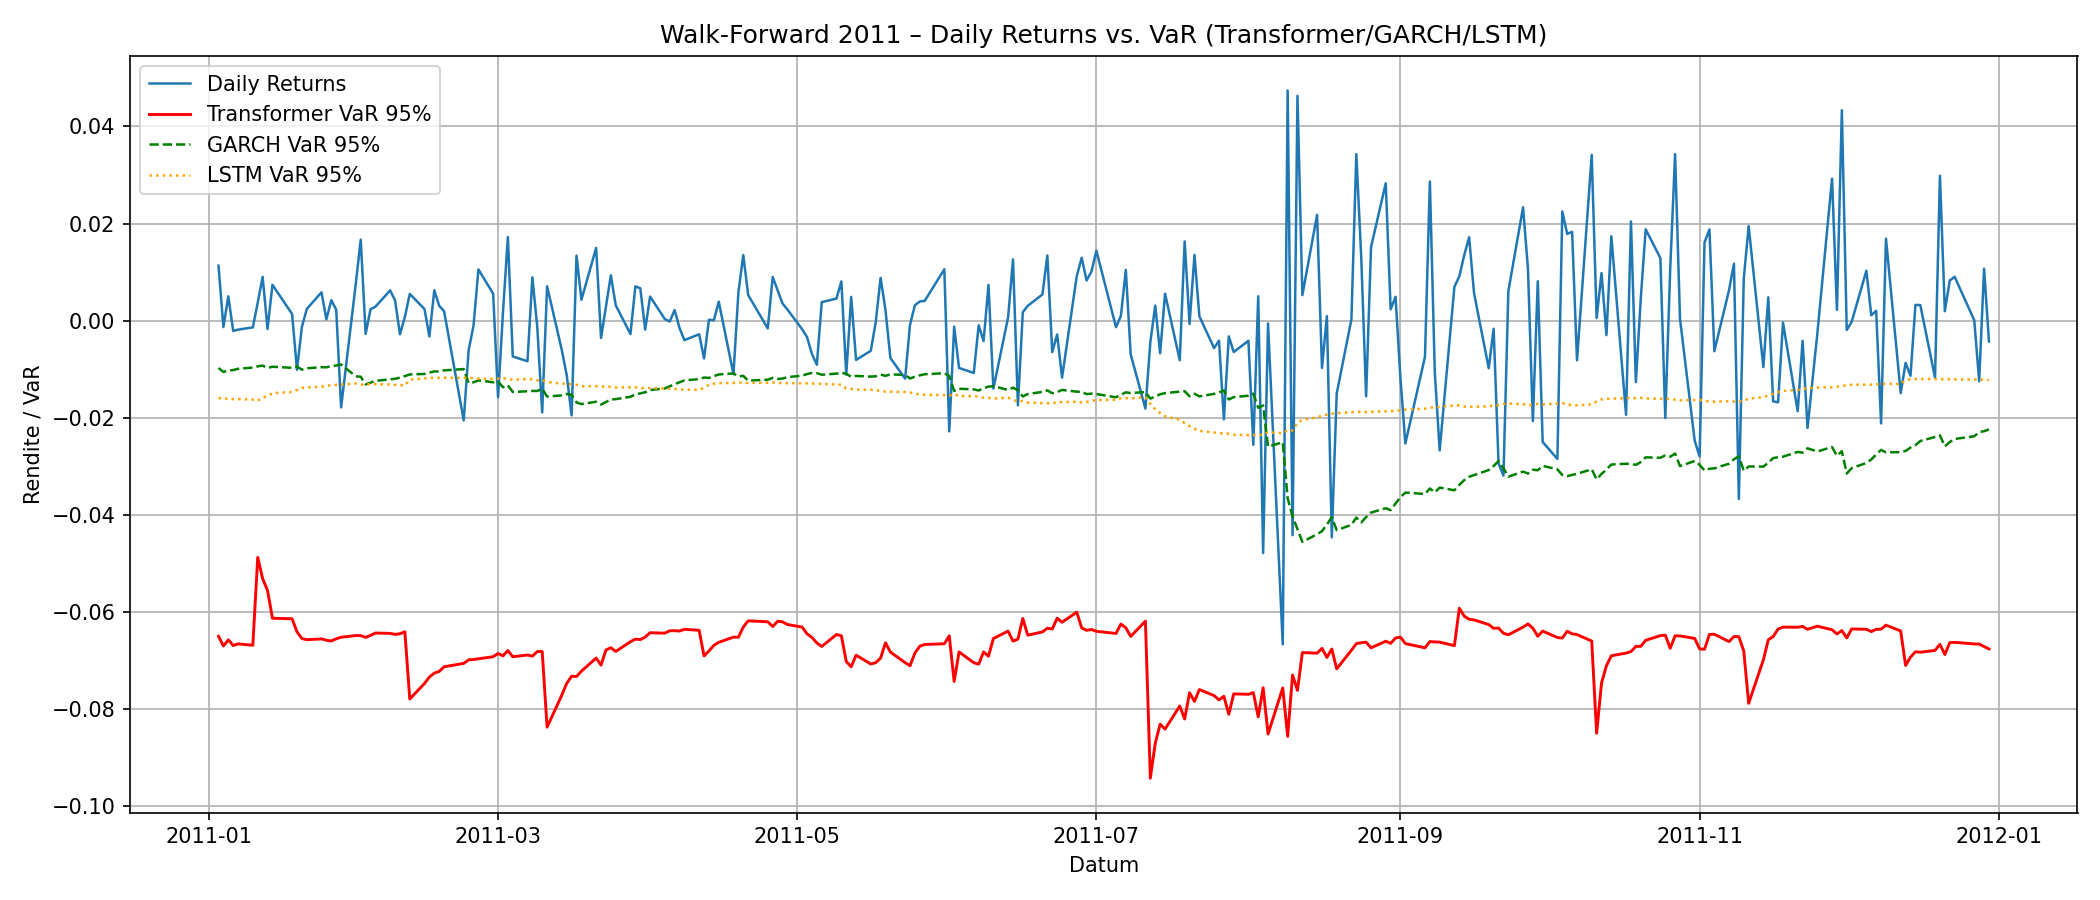 Walk-Forward 2011 – Daily Returns vs. VaR (Transformer/GARCH/LSTM)
Daily Returns
Transformer VaR 95%
GARCH VaR 95%
LSTM VaR 95%
0.04
0.02
0.00
−0.02
−0.04
−0.06
−0.08
−0.10
Rendite / VaR
2011-01
2011-03
2011-05
2011-07
2011-09
2011-11
2012-01
Datum